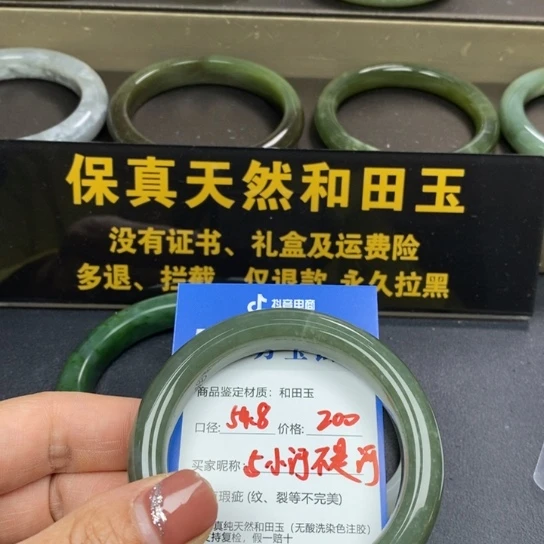 保真天然和田玉
没有证书、礼盒及运费险
多退、拦截、仅退款 永久拉黑
抖音电商
商品鉴定材质：和田玉
口径：54.8 价格：200
买家昵称：
瑕疵(纹、裂等不完美)
真纯天然和田玉（无酸洗染色注胶）
支持复检，假一赔十